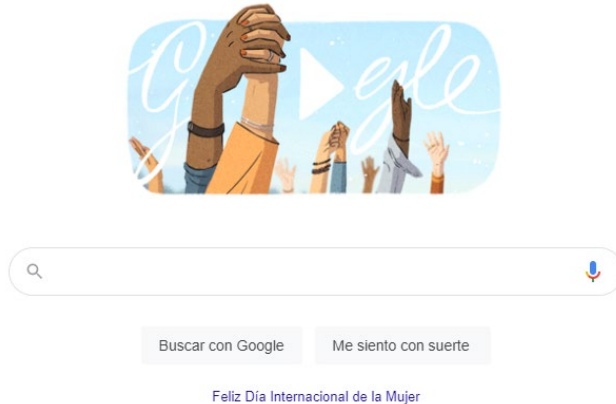 Google
Buscar con Google
Me siento con suerte
Feliz Día Internacional de la Mujer